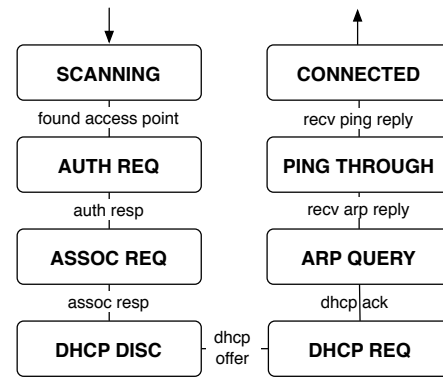 SCANNING
found access point
AUTH REQ
auth resp
ASSOC REQ
assoc resp
DHCP DISC
dhcp
offer
DHCP REQ
dhcp ack
ARP QUERY
recv arp reply
PING THROUGH
recv ping reply
CONNECTED